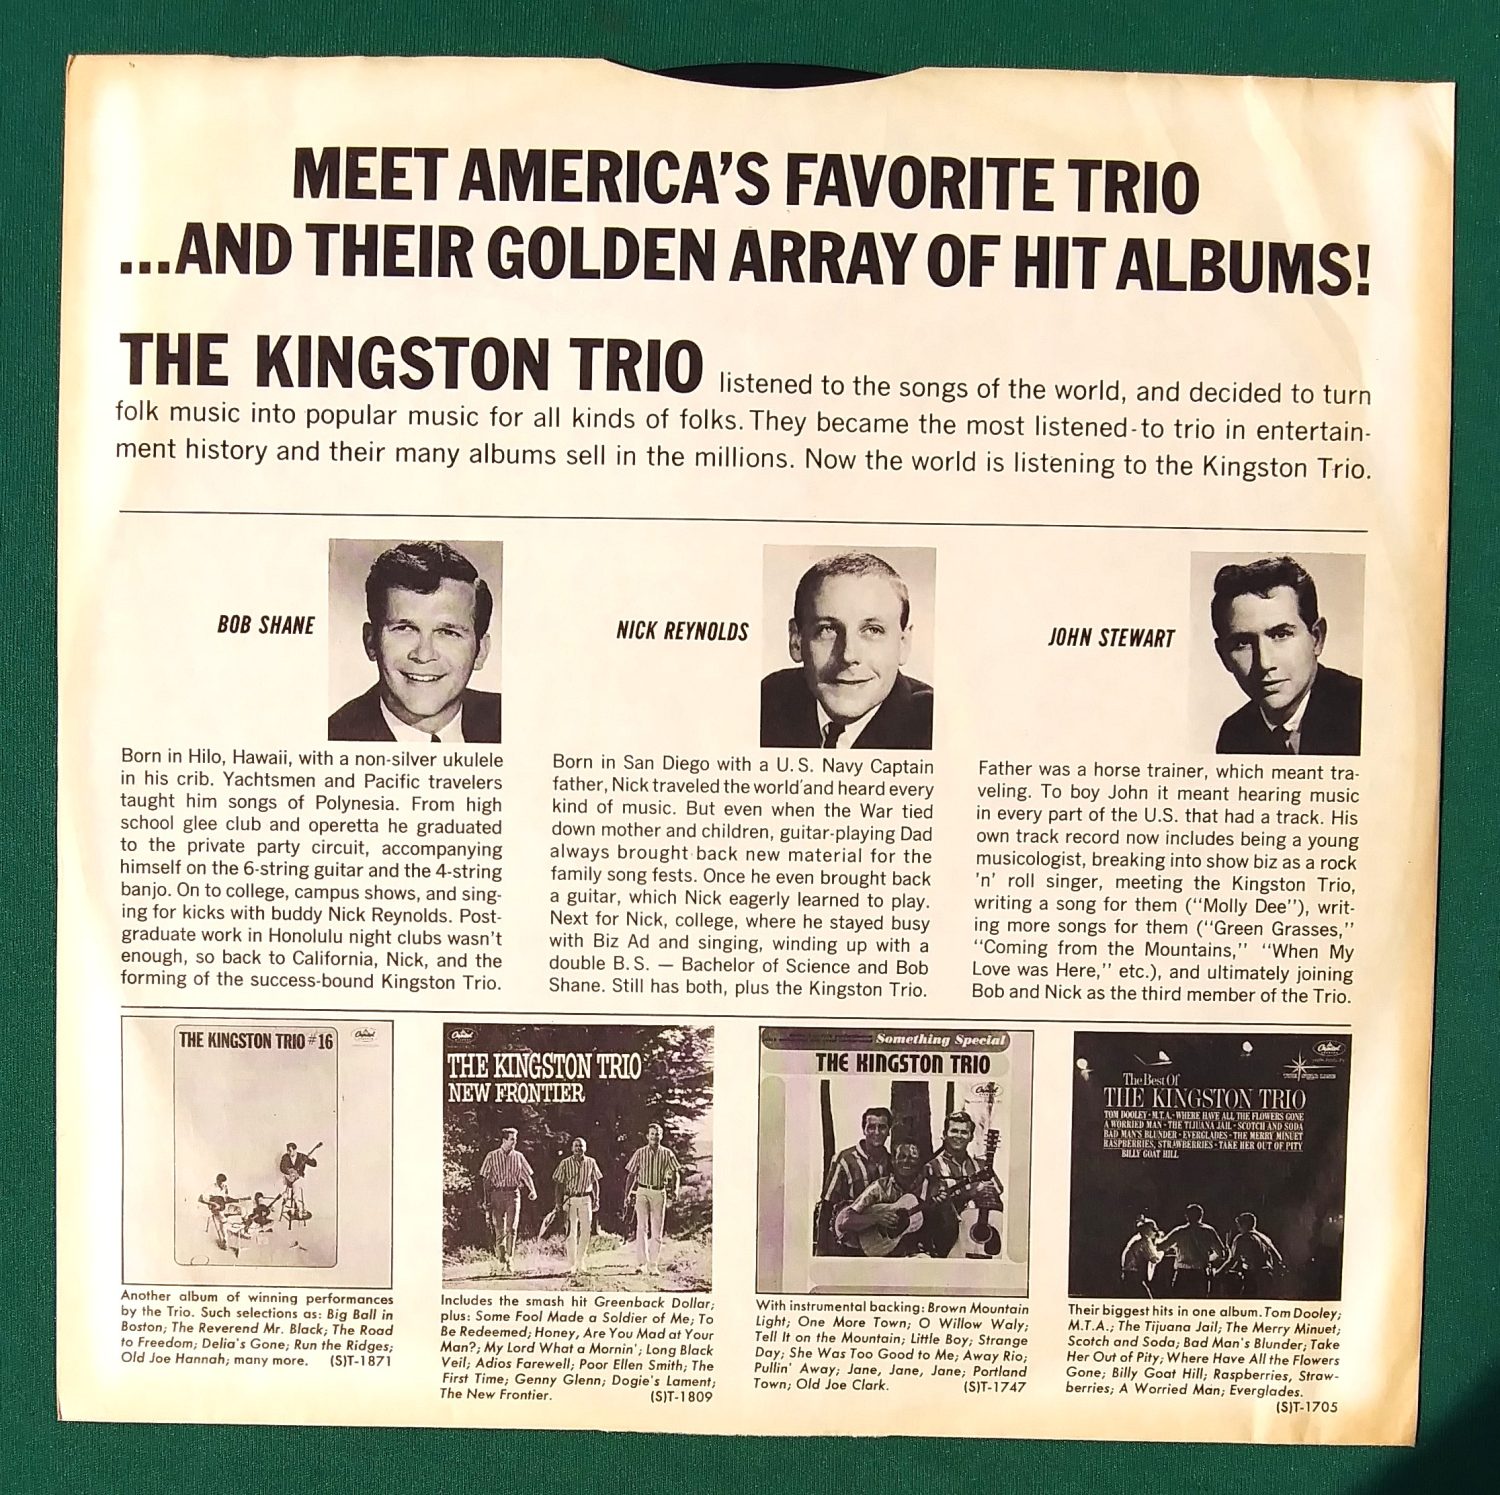 MEET AMERICA'S FAVORITE TRIO
...AND THEIR GOLDEN ARRAY OF HIT ALBUMS!
THE KINGSTON TRIO listened to the songs of the world, and decided to turn
folk music into popular music for all kinds of folks. They became the most listened-to trio in entertain-
ment history and their many albums sell in the millions. Now the world is listening to the Kingston Trio.
BOB SHANE
Born in Hilo, Hawaii, with a non-silver ukulele
in his crib. Yachtsmen and Pacific travelers
taught him songs of Polynesia. From high
school glee club and operetta he graduated
to the private party circuit, accompanying
himself on the 6-string guitar and the 4-string
banjo. On to college, campus shows, and sing-
ing for kicks with buddy Nick Reynolds. Post-
graduate work in Honolulu night clubs wasn't
enough, so back to California, Nick, and the
forming of the success-bound Kingston Trio.
NICK REYNOLDS
Born in San Diego with a U.S. Navy Captain
father, Nick traveled the world and heard every
kind of music. But even when the War tied
down mother and children, guitar-playing Dad
always brought back new material for the
family song fests. Once he even brought back
a guitar, which Nick eagerly learned to play.
Next for Nick, college, where he stayed busy
with Biz Ad and singing, winding up with a
double B.S. — Bachelor of Science and Bob
Shane. Still has both, plus the Kingston Trio.
JOHN STEWART
Father was a horse trainer, which meant tra-
veling. To boy John it meant hearing music
in every part of the U.S. that had a track. His
own track record now includes being a young
musicologist, breaking into show biz as a rock
'n' roll singer, meeting the Kingston Trio,
writing a song for them ("Molly Dee"), writ-
ing more songs for them ("Green Grasses,"
"Coming from the Mountains," "When My
Love was Here," etc.), and ultimately joining
Bob and Nick as the third member of the Trio.
THE KINGSTON TRIO #16
Capitol
Another album of winning performances
by the Trio. Such selections as: Big Ball in
Boston; The Reverend Mr. Black; The Road
to Freedom; Delia's Gone; Run the Ridges;
Old Joe Hannah; many more. (S)T-1871
Capitol
THE KINGSTON TRIO
NEW FRONTIER
Includes the smash hit Greenback Dollar;
plus: Some Fool Made a Soldier of Me; To
Be Redeemed; Honey, Are You Mad at Your
Man?; My Lord What a Mornin'; Long Black
Veil; Adios Farewell; Poor Ellen Smith; The
First Time; Genny Glenn; Dogie's Lament;
The New Frontier. (S)T-1809
Something Special
THE KINGSTON TRIO
Capitol
With instrumental backing: Brown Mountain
Light; One More Town; O Willow Waly;
Tell It on the Mountain; Little Boy; Strange
Day; She Was Too Good to Me; Away Rio;
Pullin' Away; Jane, Jane, Jane; Portland
Town; Old Joe Clark. (S)T-1747
Capitol
The Best Of
THE KINGSTON TRIO
TOM DOOLEY · M.T.A. · WHERE HAVE ALL THE FLOWERS GONE
A WORRIED MAN · THE TIJUANA JAIL · SCOTCH AND SODA
BAD MAN'S BLUNDER · EVERGLADES · THE MERRY MINUET
RASPBERRIES, STRAWBERRIES · TAKE HER OUT OF PITY
BILLY GOAT HILL
Their biggest hits in one album. Tom Dooley;
M.T.A.; The Tijuana Jail; The Merry Minuet;
Scotch and Soda; Bad Man's Blunder; Take
Her Out of Pity; Where Have All the Flowers
Gone; Billy Goat Hill; Raspberries, Straw-
berries; A Worried Man; Everglades.
(S)T-1705